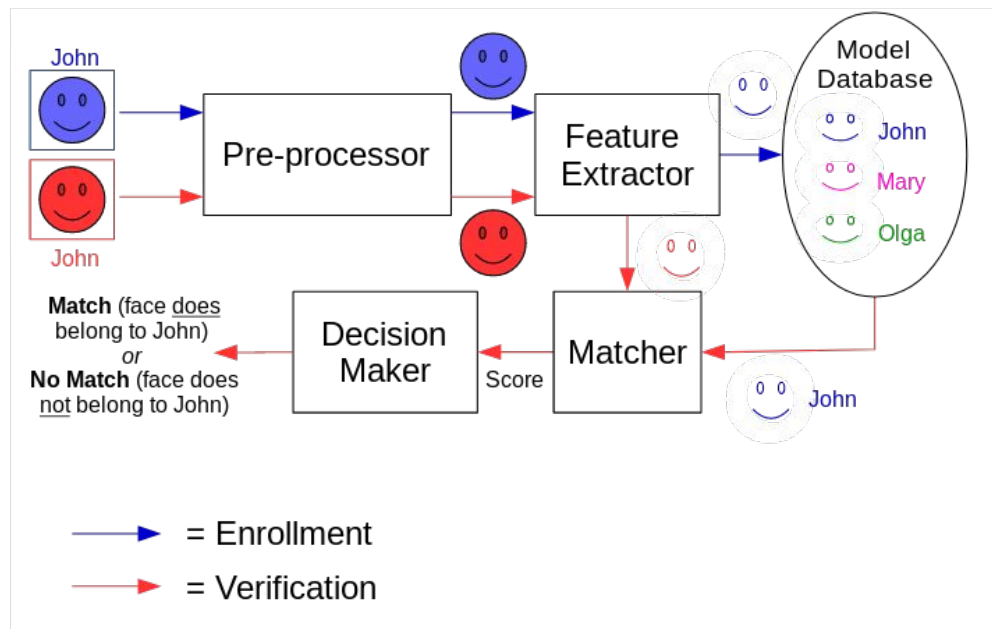 John
Pre-processor
Feature
Extractor
Model
Database
John
Mary
Olga
John
Match (face does
belong to John)
or
No Match (face does
not belong to John)
Decision
Maker
Score
Matcher
John
= Enrollment
= Verification